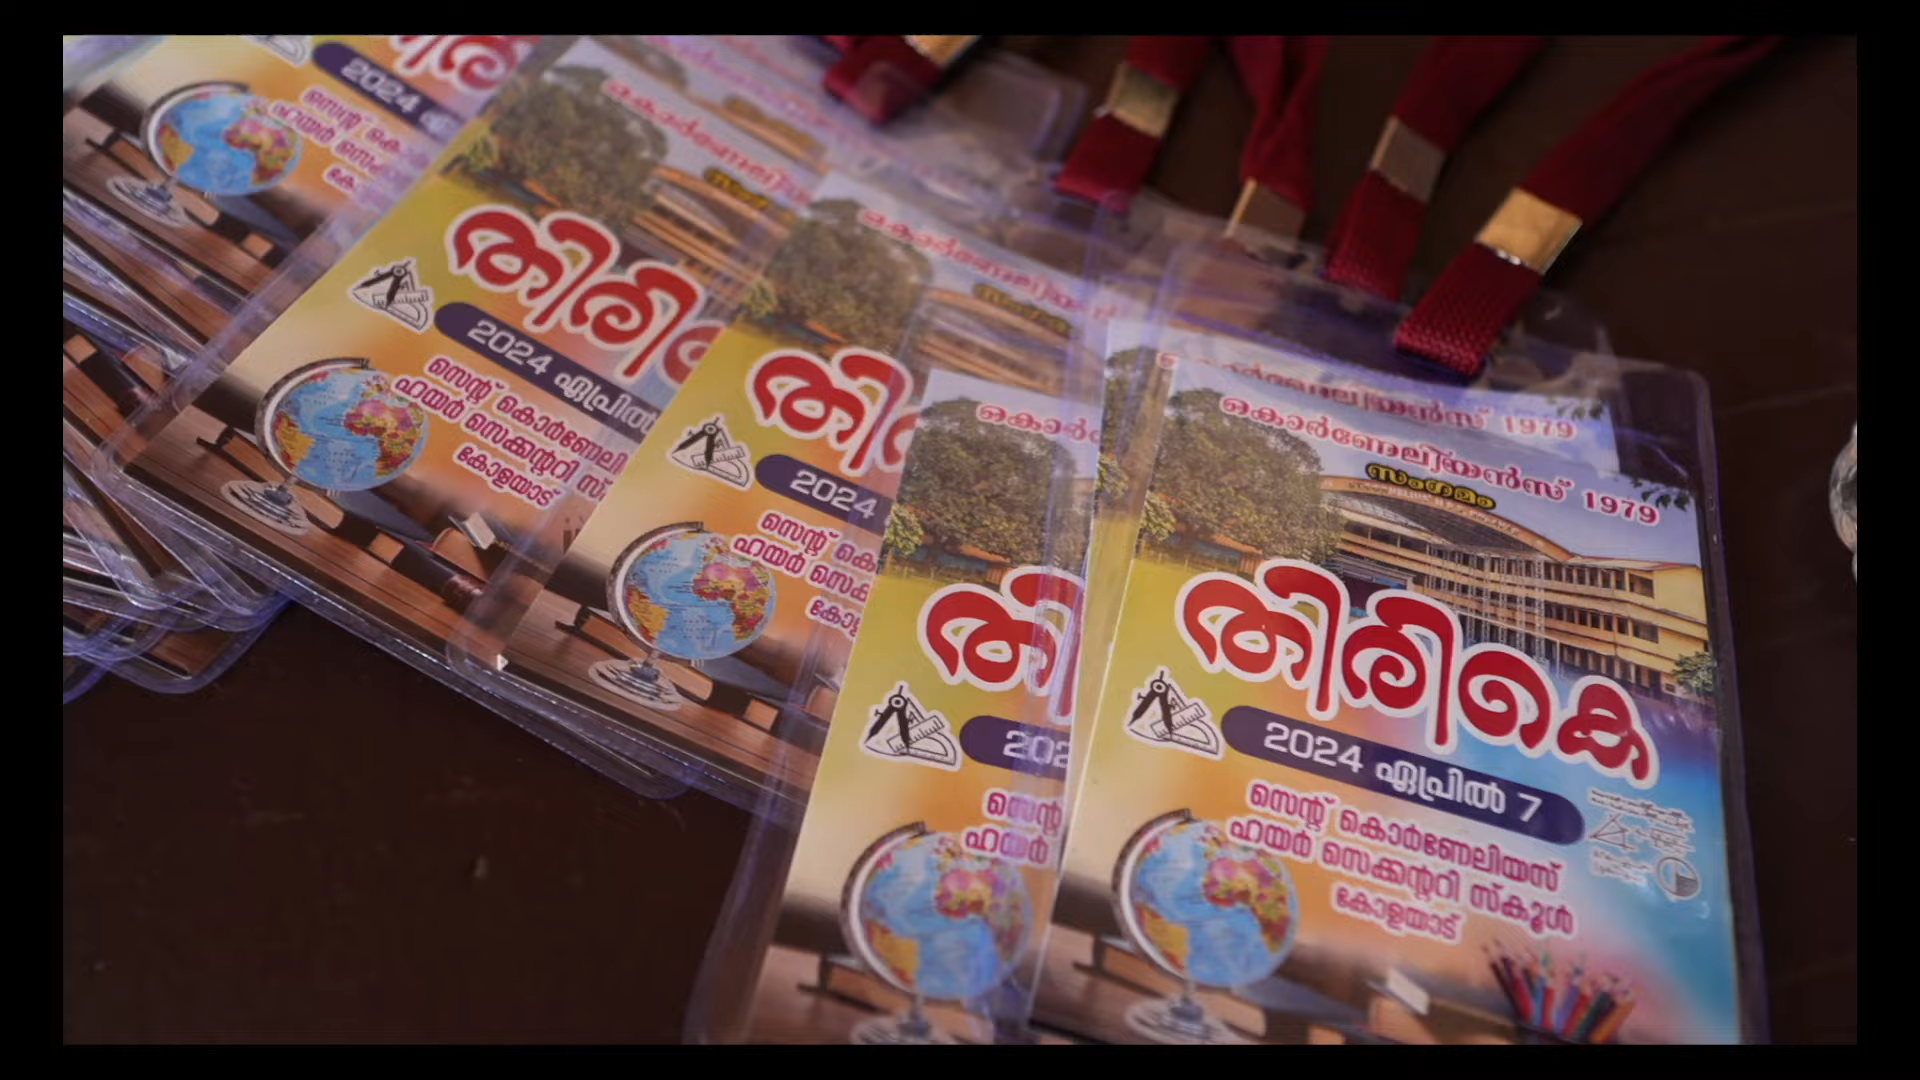 കൊർണേലിയൻസ് 1979
സംഗമം
തിരികെ
2024 ഏപ്രിൽ 7
സെന്റ് കൊർണേലിയസ്
ഹയർ സെക്കന്ററി സ്കൂൾ
കോളയാട്